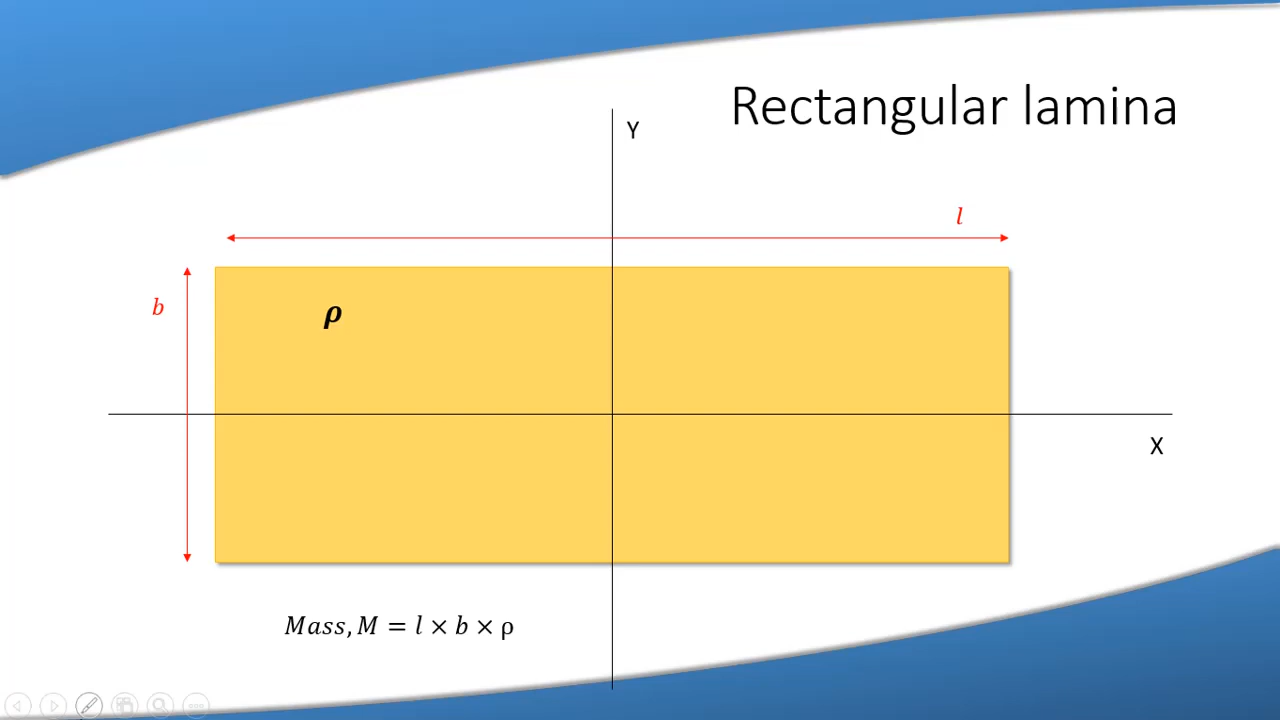 Rectangular lamina
Y
l
b
ρ
X
Mass, M = l × b × ρ